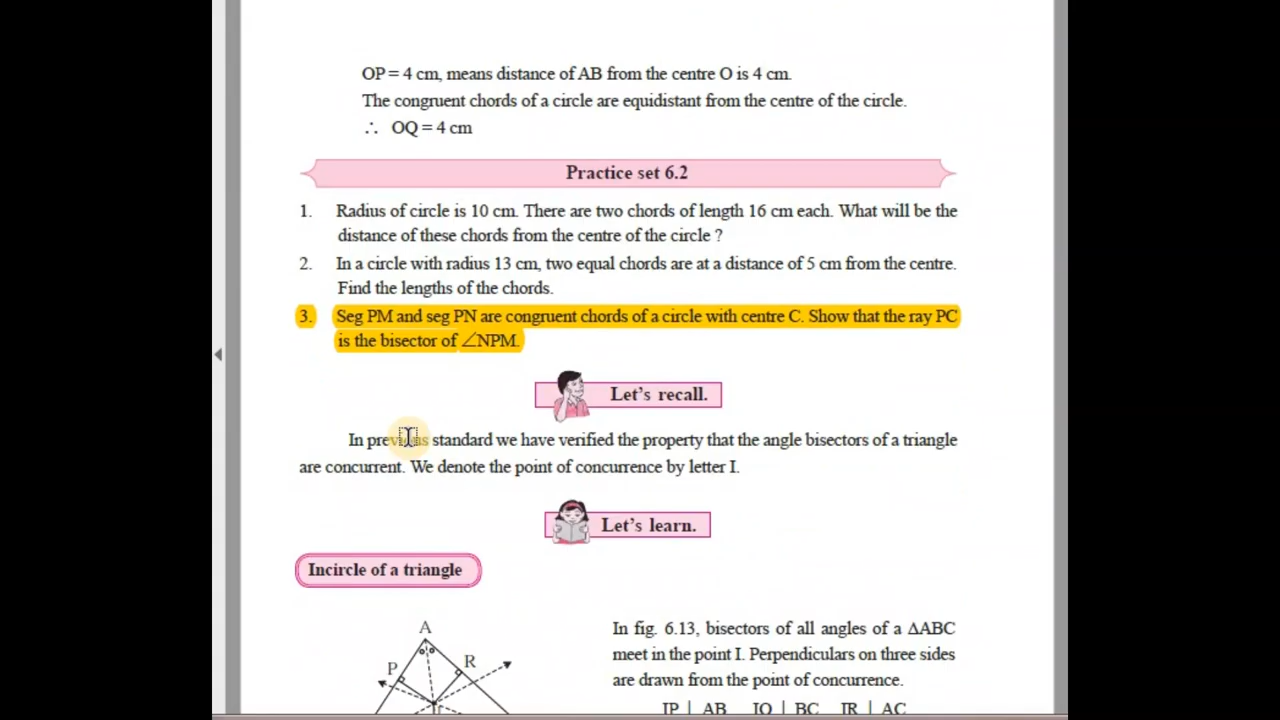 OP = 4 cm, means distance of AB from the centre O is 4 cm.
The congruent chords of a circle are equidistant from the centre of the circle.
∴ OQ = 4 cm
Practice set 6.2
1. Radius of circle is 10 cm. There are two chords of length 16 cm each. What will be the
distance of these chords from the centre of the circle ?
2. In a circle with radius 13 cm, two equal chords are at a distance of 5 cm from the centre.
Find the lengths of the chords.
3. Seg PM and seg PN are congruent chords of a circle with centre C. Show that the ray PC
is the bisector of ∠NPM.
Let's recall.
In previous standard we have verified the property that the angle bisectors of a triangle
are concurrent. We denote the point of concurrence by letter I.
Let's learn.
Incircle of a triangle
A
P
R
In fig. 6.13, bisectors of all angles of a ΔABC
meet in the point I. Perpendiculars on three sides
are drawn from the point of concurrence.
AB
BC
AC